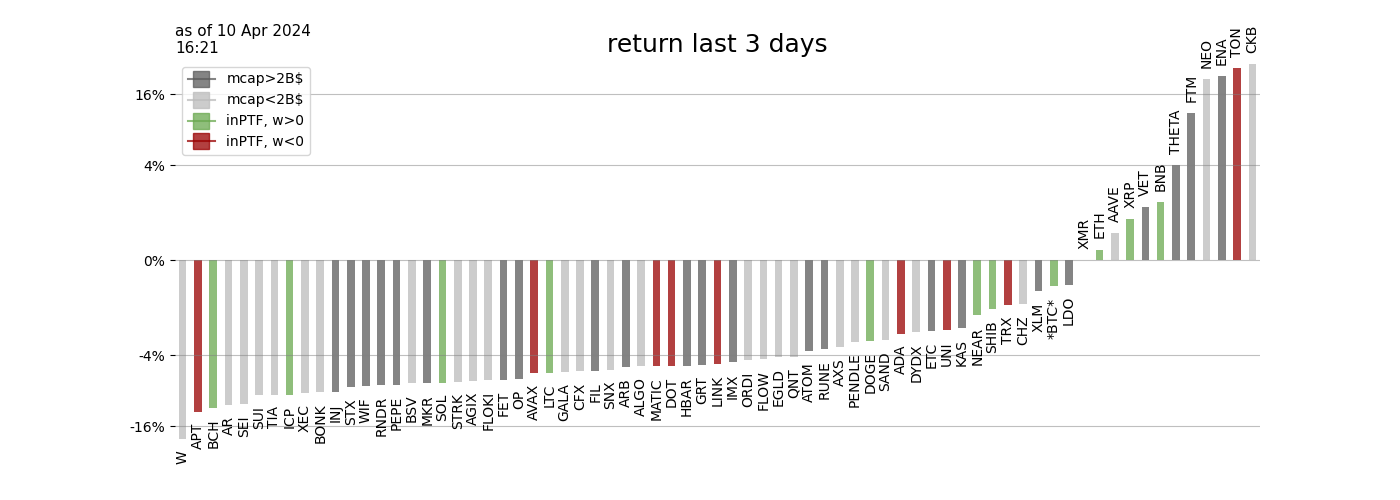 as of 10 Apr 2024
16:21
return last 3 days
mcap>2B$
mcap<2B$
inPTF, w>0
inPTF, w<0
16%
4%
0%
-4%
-16%
W
APT
BCH
AR
SEI
SUI
TIA
ICP
XEC
BONK
INJ
STX
WIF
RNDR
PEPE
BSV
MKR
SOL
STRK
AGIX
FLOKI
FET
OP
AVAX
LTC
GALA
CFX
FIL
SNX
ARB
ALGO
MATIC
DOT
HBAR
GRT
LINK
IMX
ORDI
FLOW
EGLD
QNT
ATOM
RUNE
AXS
PENDLE
DOGE
SAND
ADA
DYDX
ETC
UNI
KAS
NEAR
SHIB
TRX
CHZ
XLM
*BTC*
LDO
XMR
ETH
AAVE
XRP
VET
BNB
THETA
FTM
NEO
ENA
TON
CKB